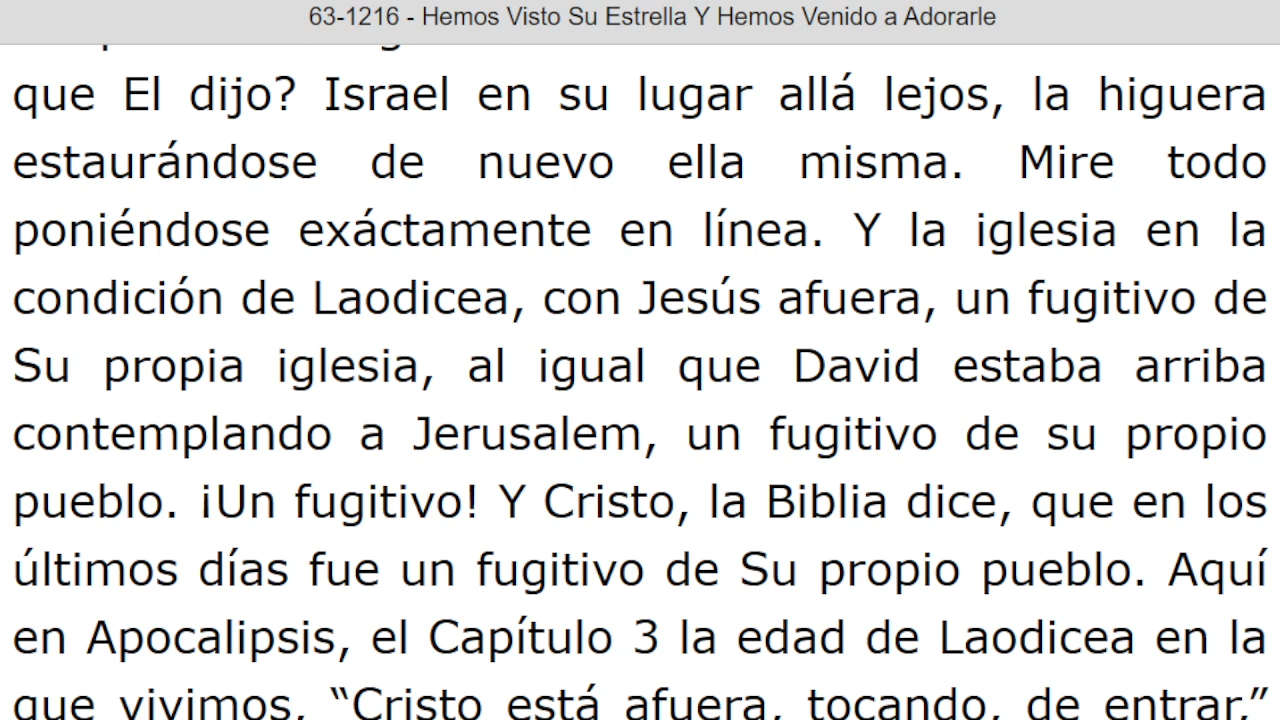 63-1216 - Hemos Visto Su Estrella Y Hemos Venido a Adorarle
que El dijo? Israel en su lugar allá lejos, la higuera
estaurándose de nuevo ella misma. Mire todo
poniéndose exáctamente en línea. Y la iglesia en la
condición de Laodicea, con Jesús afuera, un fugitivo de
Su propia iglesia, al igual que David estaba arriba
contemplando a Jerusalem, un fugitivo de su propio
pueblo. ¡Un fugitivo! Y Cristo, la Biblia dice, que en los
últimos días fue un fugitivo de Su propio pueblo. Aquí
en Apocalipsis, el Capítulo 3 la edad de Laodicea en la
que vivimos, “Cristo está afuera, tocando, de entrar,”